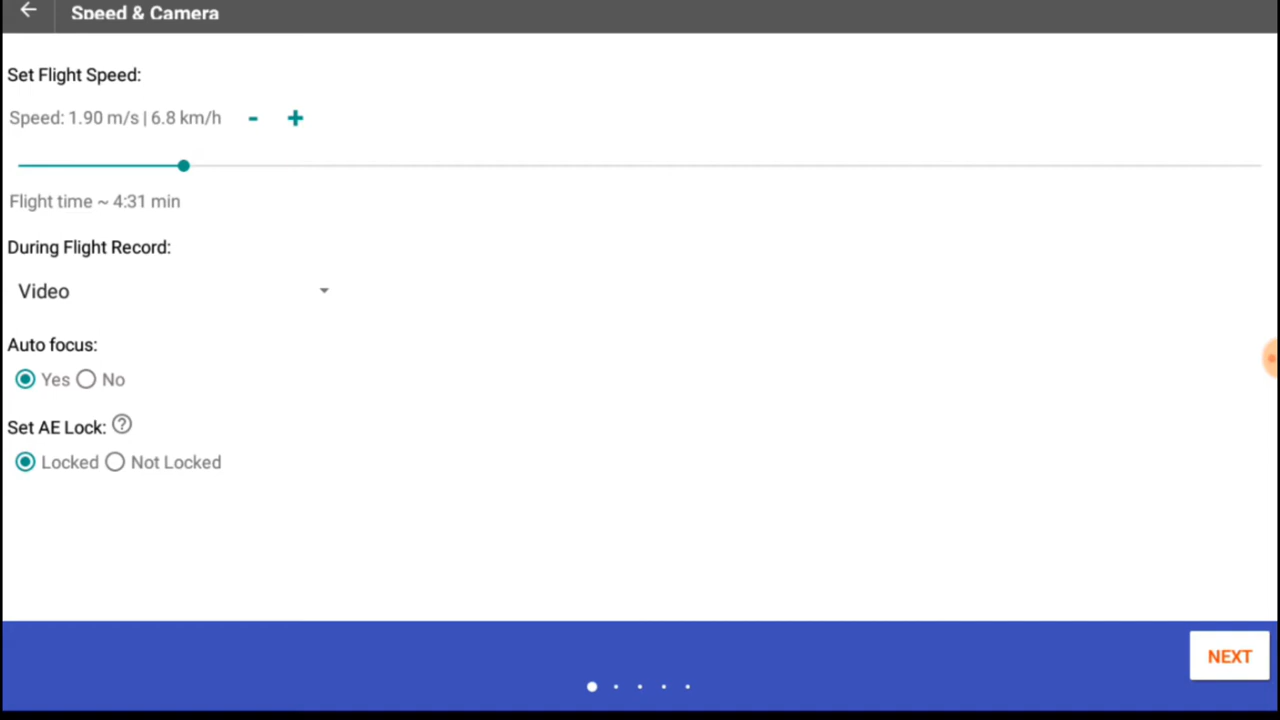 Speed & Camera
Set Flight Speed:
Speed: 1.90 m/s | 6.8 km/h - +
Flight time ~ 4:31 min
During Flight Record:
Video
Auto focus:
Yes No
Set AE Lock: ?
Locked Not Locked
NEXT